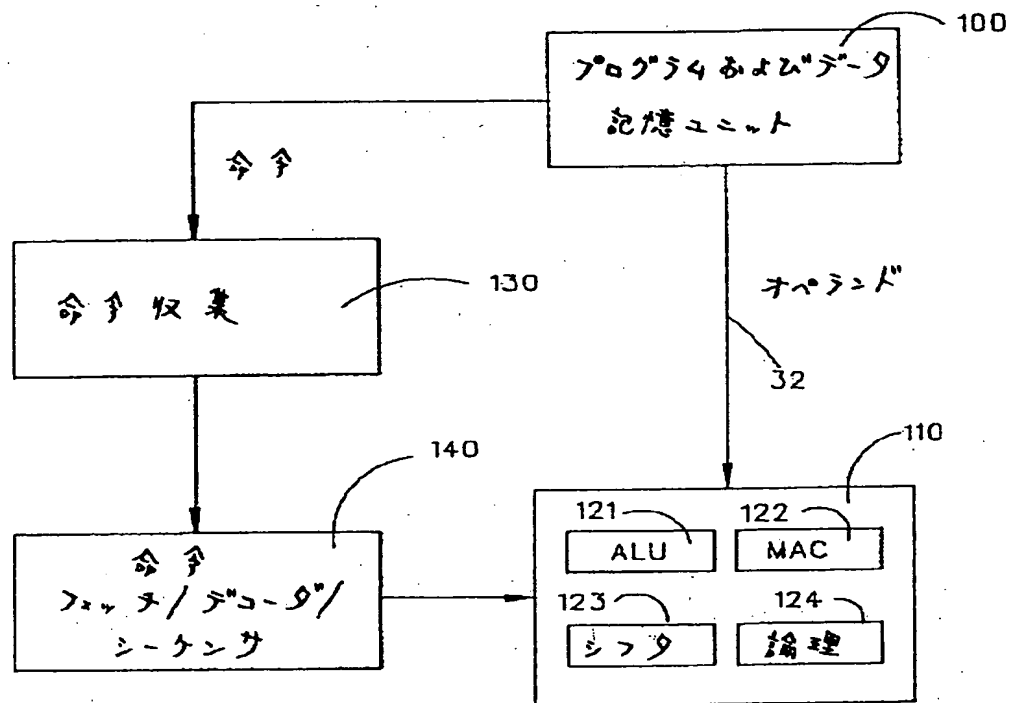 100
プログラムおよびデータ
記憶ユニット
命令
命令収集
130
オペランド
32
140
命令
フェッチ/デコーダ/
シーケンサ
110
121
122
ALU
MAC
123
124
シフタ
論理